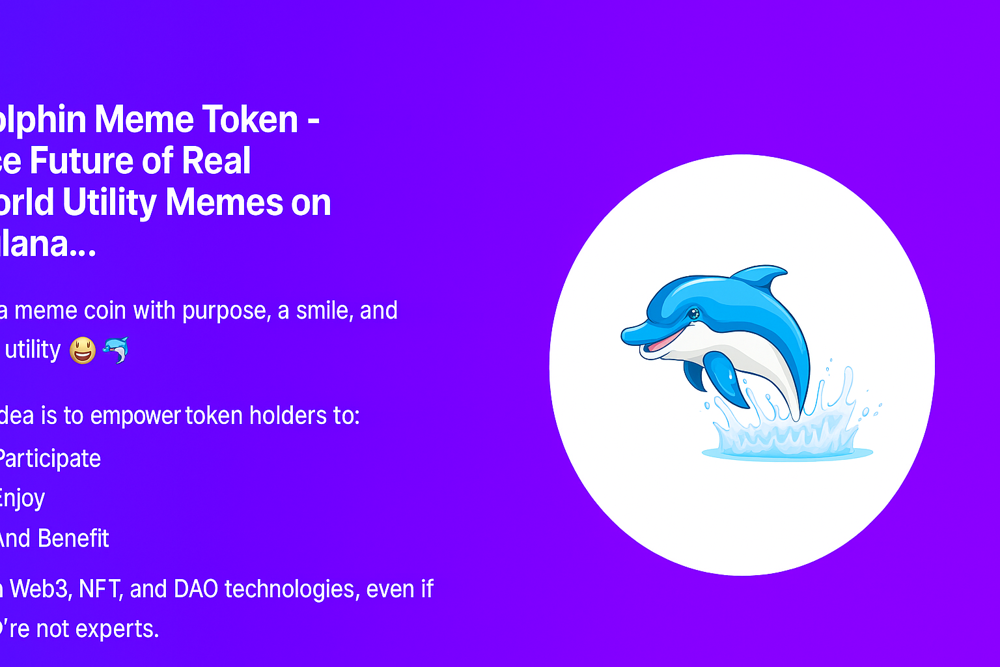 olphin Meme Token -
ce Future of Real
orld Utility Memes on
lana...
a meme coin with purpose, a smile, and
utility 😃🐬
dea is to empower token holders to:
Participate
Enjoy
And Benefit
Web3, NFT, and DAO technologies, even if
're not experts.